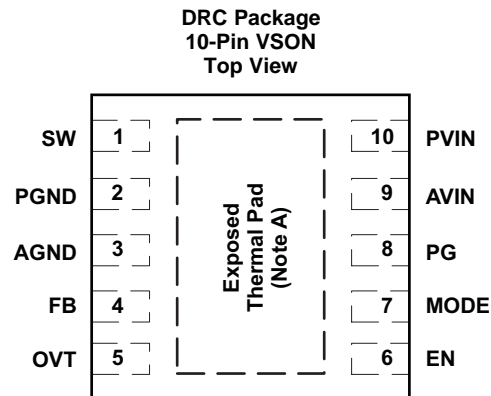 DRC Package
10-Pin VSON
Top View
SW 1 10 PVIN
PGND 2 9 AVIN
AGND 3 8 PG
FB 4 7 MODE
OVT 5 6 EN
Exposed
Thermal Pad
(Note A)